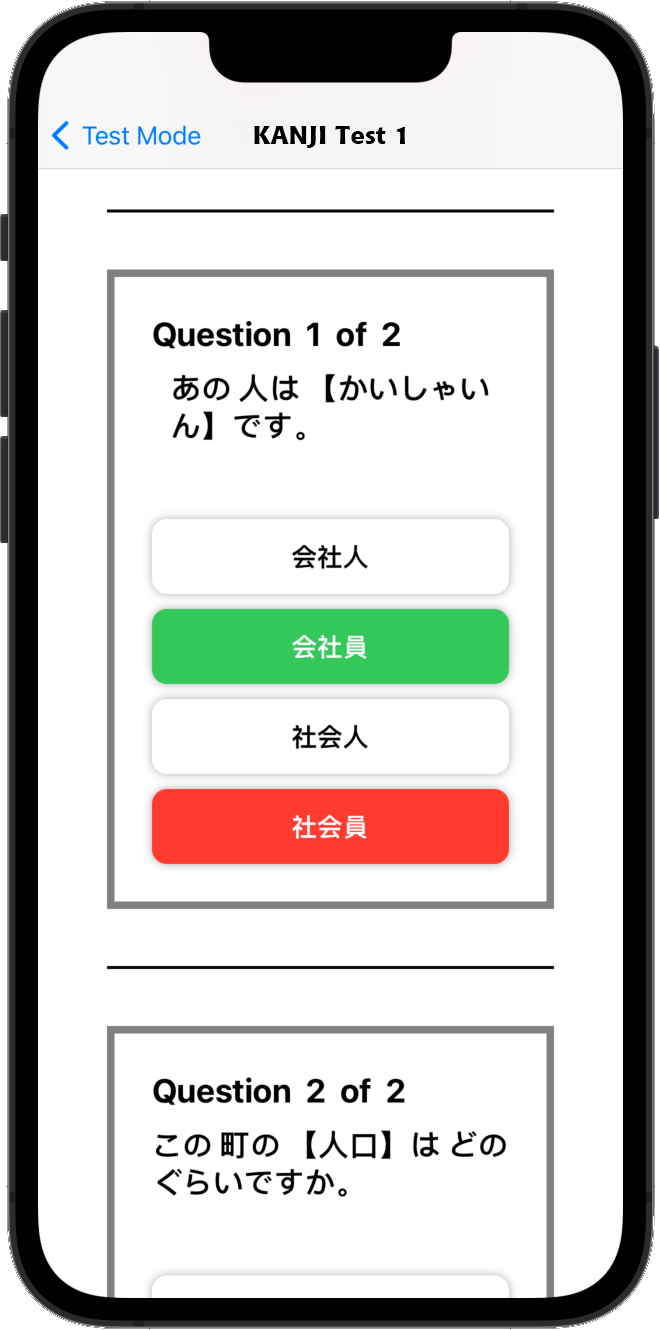 Test Mode
KANJI Test 1
Question 1 of 2
あの 人は 【かいしゃい
ん】です。
会社人
会社員
社会人
社会員
Question 2 of 2
この 町の 【人口】は どの
ぐらいですか。